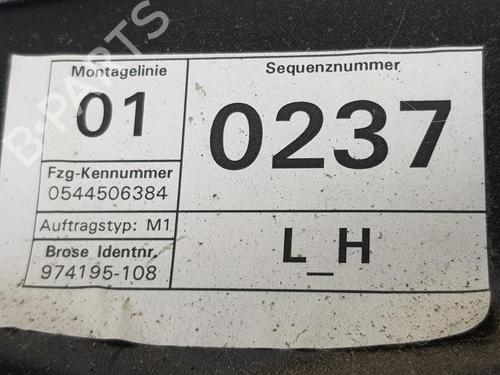 Montagelinie
01
Sequenznummer
0237
Fzg-Kennummer
0544506384
Auftragstyp: M1
Brose Identnr.
974195-108
L_H
B-PARTS